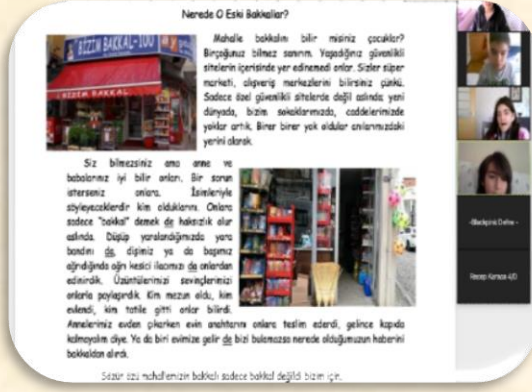 Nerede O Eski Bakkallar?
BİZİM BAKKAL-100
BİZİM BAKKAL
Mahalle bakkalını bilir misiniz çocuklar?
Birçoğunuz bilmez sanırım. Yaşadığınız güvenlikli
sitelerin içerisinde yer edinemedi onlar. Sizler süper
marketi, alışveriş merkezlerini bilirsiniz çünkü.
Sadece özel güvenlikli sitelerde değil aslında; yeni
dünyada, bizim sokaklarımızda, caddelerimizde
yoklar artık. Birer birer yok oldular anılarımızdaki
yerini alarak.
Siz bilmezsiniz ama anne ve
babalarınız iyi bilir onları. Bir sorun
isterseniz onlara. İsimleriyle
söyleyeceklerdir kim olduklarını. Onlara
sadece "bakkal" demek de haksızlık olur
aslında. Düşüp yaralandığımızda yara
bandını da, dişimiz ya da başımız
ağrıdığında ağrı kesici ilacımızı da onlardan
edinirdik. Üzüntülerimizi sevinçlerimizi
onlarla paylaşırdık. Kim mezun oldu, kim
evlendi, kim tatile gitti onlar bilirdi.
Annelerimiz evden çıkarken evin anahtarını onlara teslim ederdi, gelince kapıda
kalmayalım diye. Ya da biri evimize gelir de bizi bulamazsa nerede olduğumuzun haberini
bakkaldan alırdı.
Sözün özü mahallemizin bakkalı sadece bakkal değildi bizim için.